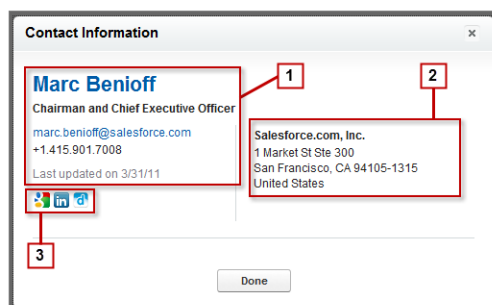 Contact Information
x
1
Marc Benioff
Chairman and Chief Executive Officer
marc.benioff@salesforce.com
+1.415.901.7008
Last updated on 3/31/11
2
Salesforce.com, Inc.
1 Market St Ste 300
San Francisco, CA 94105-1315
United States
in
3
Done